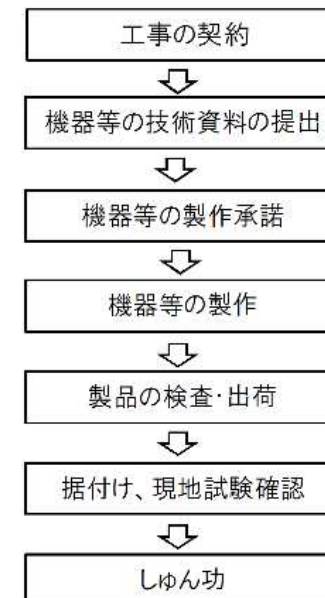 工事の契約
機器等の技術資料の提出
機器等の製作承諾
機器等の製作
製品の検査・出荷
据付け、現地試験確認
しゅん功